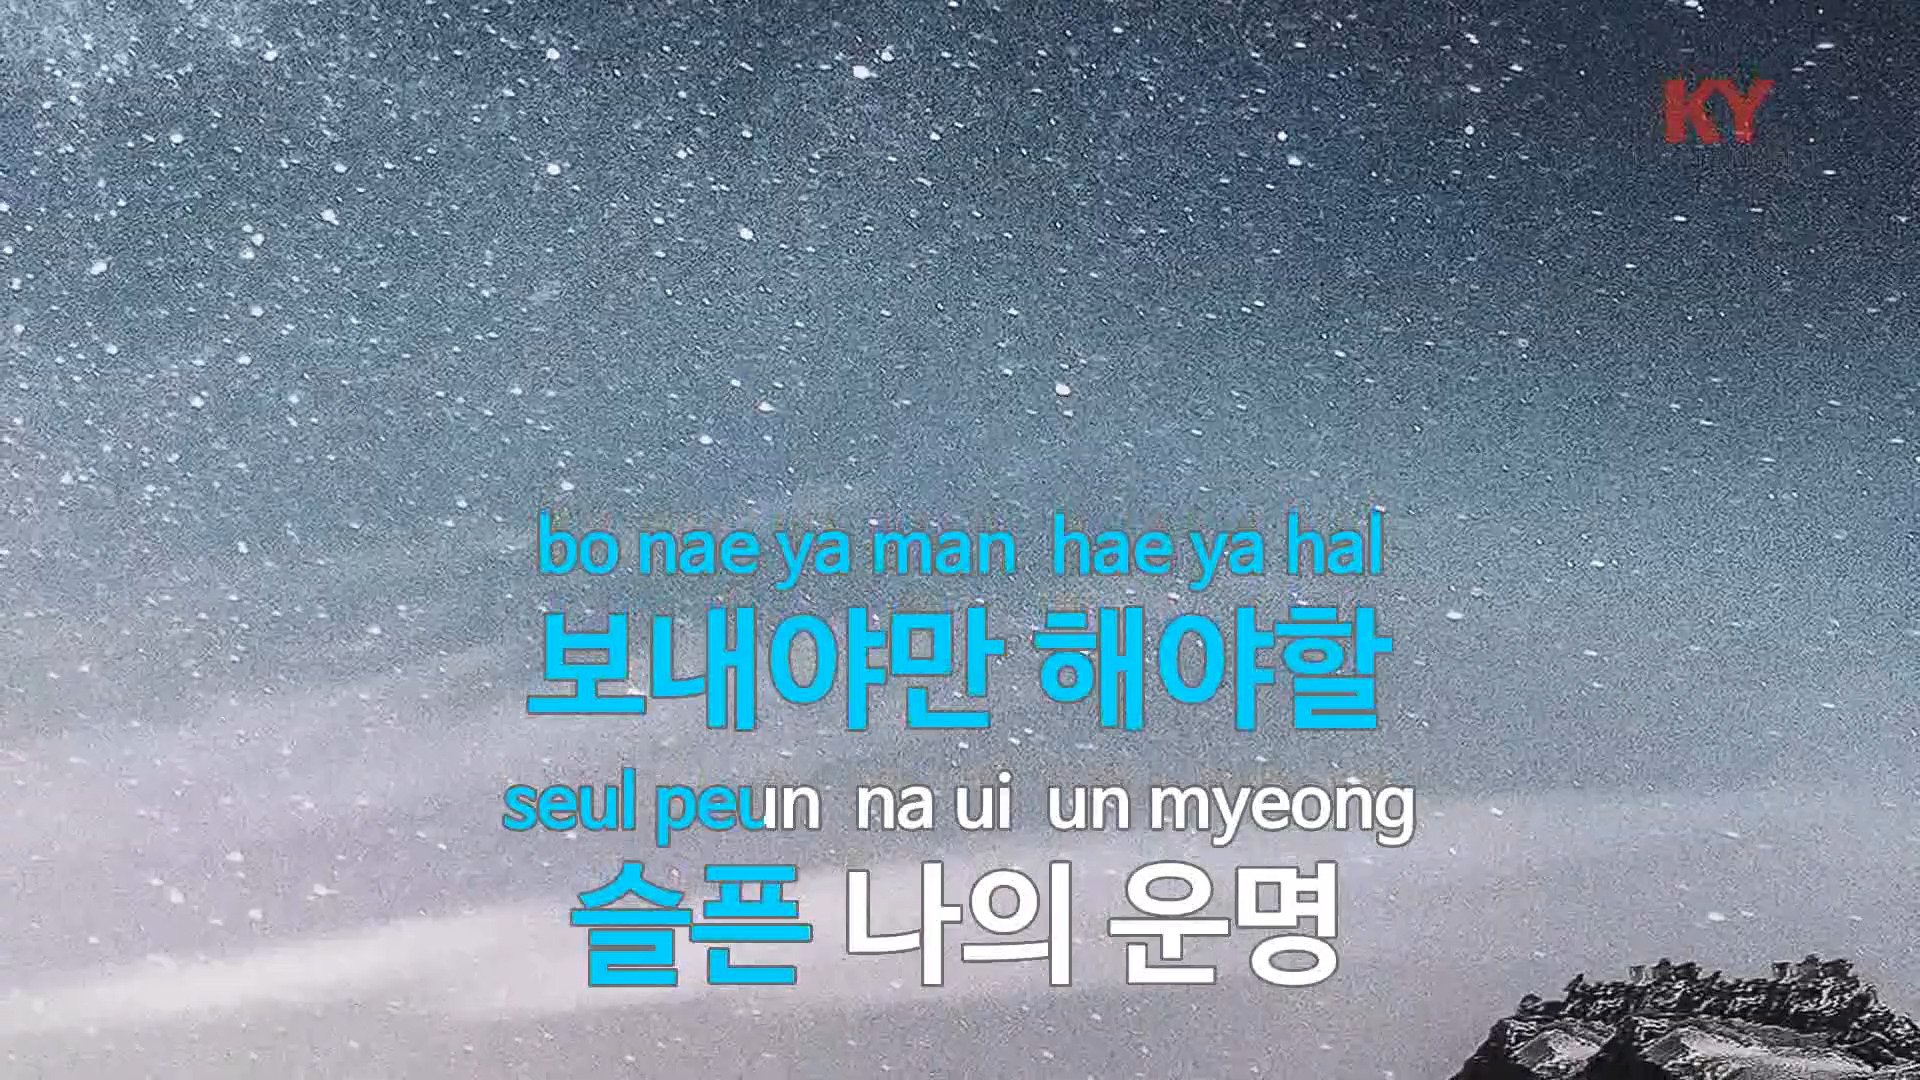 KY
bo nae ya man hae ya hal
보내야만 해야할
seul peun na ui un myeong
슬픈 나의 운명